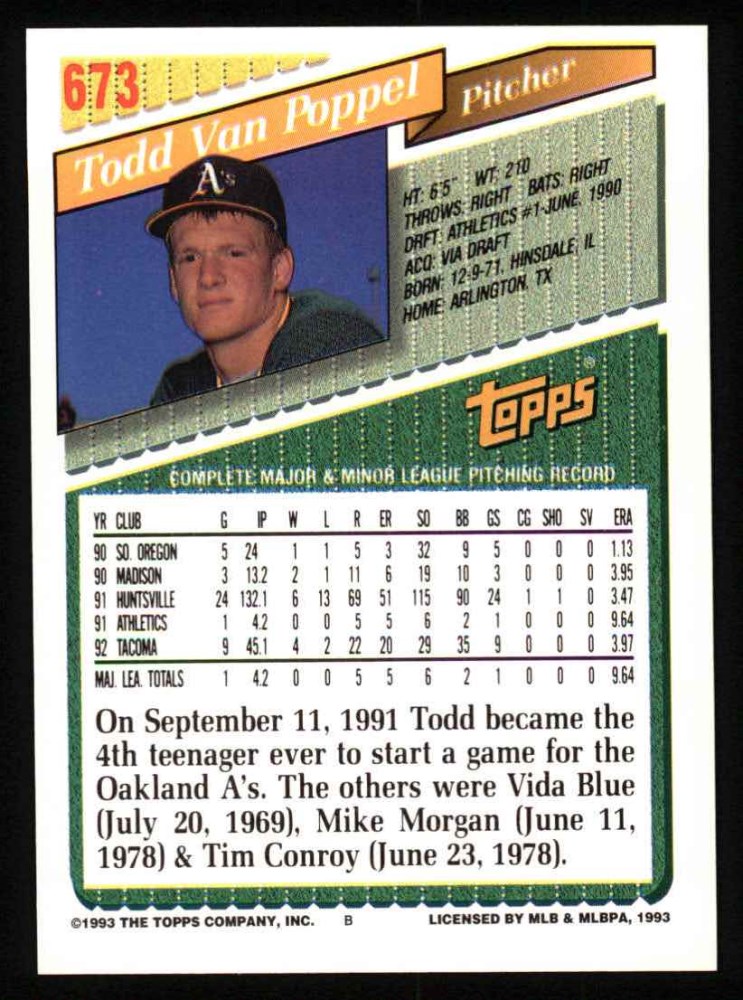 673
Todd Van Poppel
Pitcher
A's
HT: 6'5" WT: 210
THROWS: RIGHT BATS: RIGHT
DRFT: ATHLETICS #1-JUNE, 1990
ACQ: VIA DRAFT
BORN: 12-9-71, HINSDALE, IL
HOME: ARLINGTON, TX
TOPPS ®
COMPLETE MAJOR & MINOR LEAGUE PITCHING RECORD
YR CLUB G IP W L R ER SO BB GS CG SHO SV ERA
90 SO. OREGON 5 24 1 1 5 3 32 9 5 0 0 0 1.13
90 MADISON 3 13.2 2 1 11 6 19 10 3 0 0 0 3.95
91 HUNTSVILLE 24 132.1 6 13 69 51 115 90 24 1 1 0 3.47
91 ATHLETICS 1 4.2 0 0 5 5 6 2 1 0 0 0 9.64
92 TACOMA 9 45.1 4 2 22 20 29 35 9 0 0 0 3.97
MAJ. LEA. TOTALS 1 4.2 0 0 5 5 6 2 1 0 0 0 9.64
On September 11, 1991 Todd became the
4th teenager ever to start a game for the
Oakland A's. The others were Vida Blue
(July 20, 1969), Mike Morgan (June 11,
1978) & Tim Conroy (June 23, 1978).
©1993 THE TOPPS COMPANY, INC. B LICENSED BY MLB & MLBPA, 1993